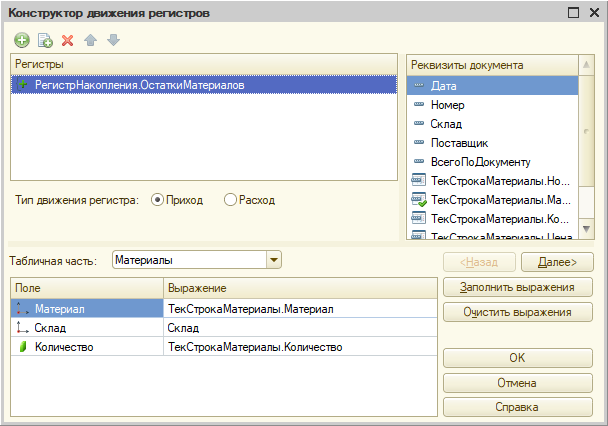 Конструктор движения регистров
Регистры
РегистрНакопления.ОстаткиМатериалов
Реквизиты документа
Дата
Номер
Склад
Поставщик
ВсегоПоДокументу
ТекСтрокаМатериалы.Но...
ТекСтрокаМатериалы.Ма...
ТекСтрокаМатериалы.Ко...
ТекСтрокаМатериалы.Цена
Тип движения регистра: Приход Расход
Табличная часть: Материалы
<Назад Далее>
Поле Выражение
Материал ТекСтрокаМатериалы.Материал
Склад Склад
Количество ТекСтрокаМатериалы.Количество
Заполнить выражения
Очистить выражения
OK
Отмена
Справка